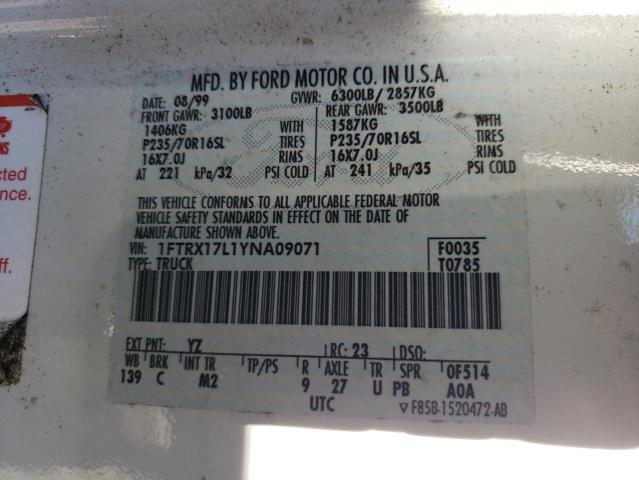 MFD. BY FORD MOTOR CO. IN U.S.A.
DATE: 08/99 GVWR: 6300LB/ 2857KG
FRONT GAWR: 3100LB REAR GAWR: 3500LB
1406KG WITH 1587KG WITH
P235/70R16SL TIRES P235/70R16SL TIRES
16X7.0J RIMS 16X7.0J RIMS
AT 221 kPa/32 PSI COLD AT 241 kPa/35 PSI COLD
THIS VEHICLE CONFORMS TO ALL APPLICABLE FEDERAL MOTOR
VEHICLE SAFETY STANDARDS IN EFFECT ON THE DATE OF
MANUFACTURE SHOWN ABOVE.
VIN: 1FTRX17L1YNA09071 F0035
TYPE: TRUCK T0785
EXT PNT: YZ RC: 23 DSO:
WB BRK INT TR TP/PS R AXLE TR SPR 0F514
139 C M2 9 27 U PB A0A
UTC ▽F85B-1520472-AB
NS
cted
nce.
ff.